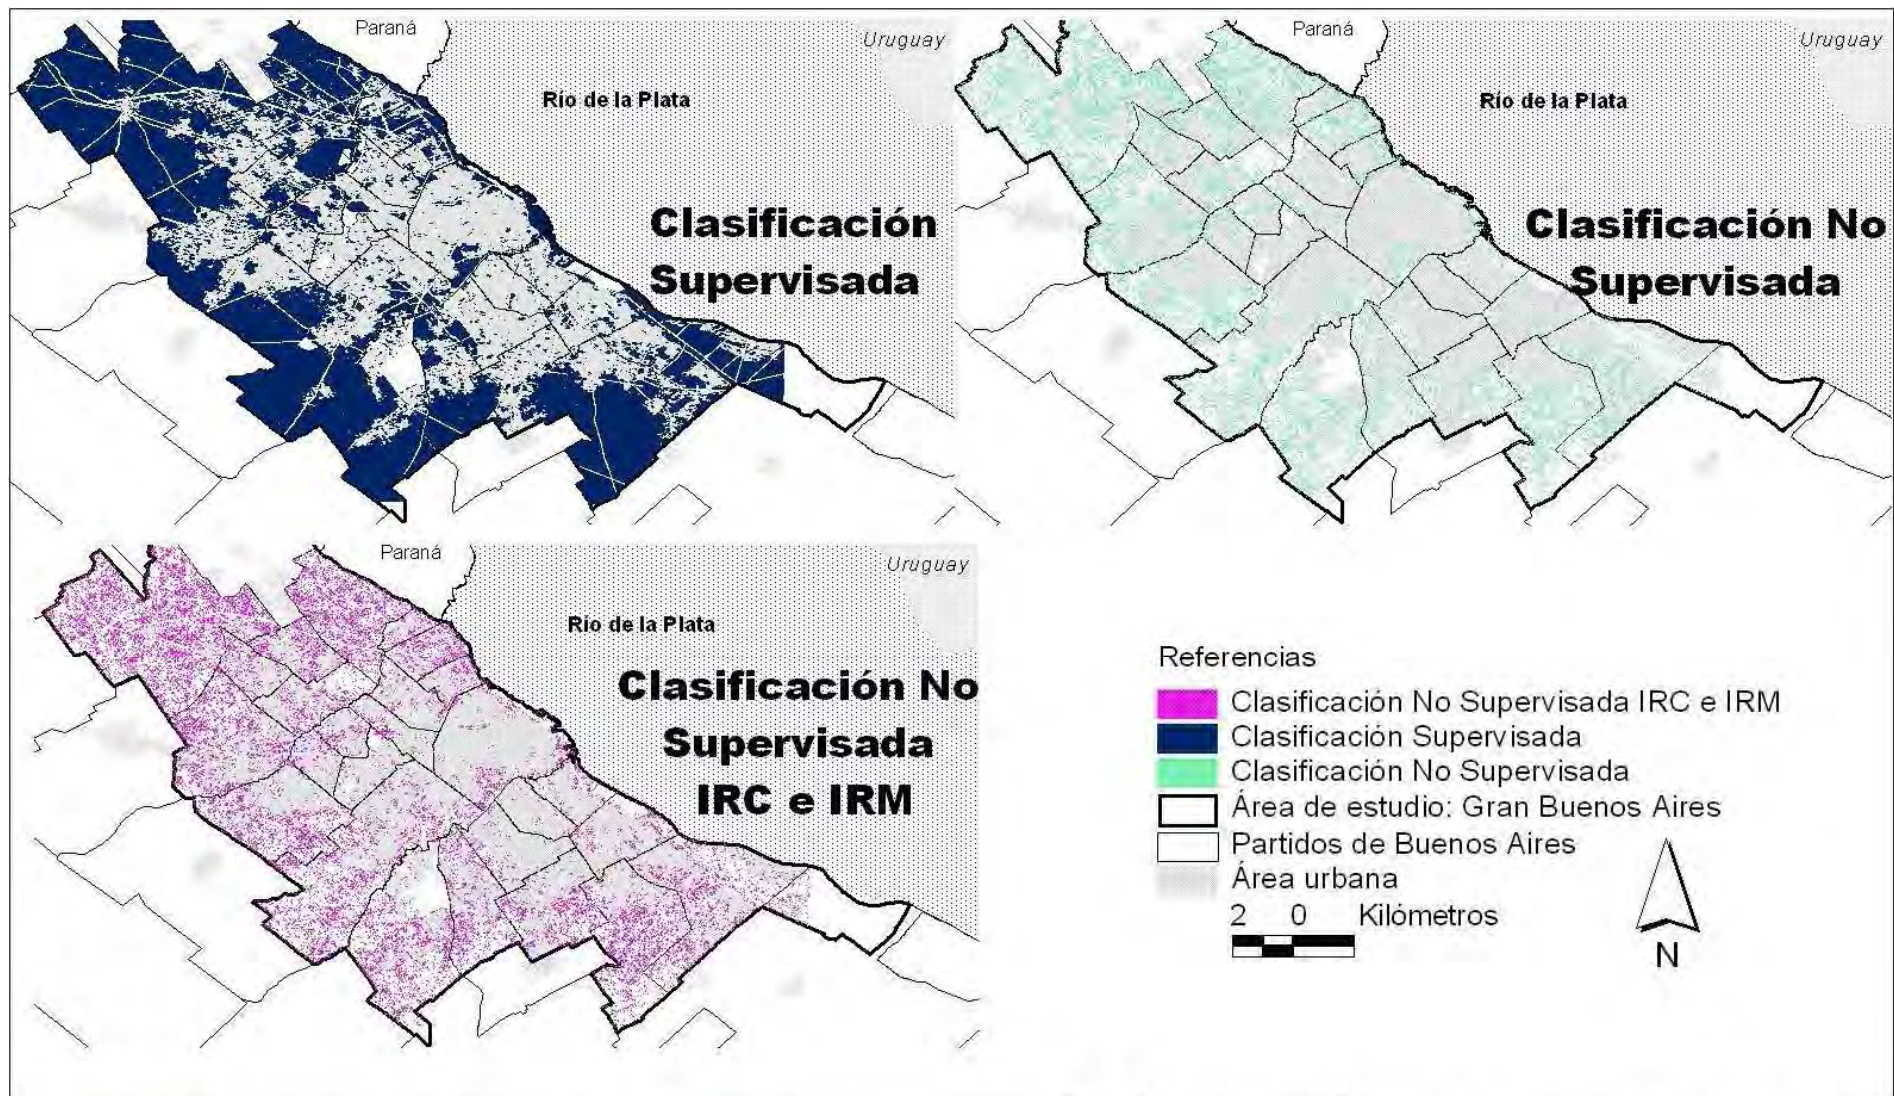 Paraná
Uruguay
Río de la Plata
Clasificación
Supervisada
Paraná
Uruguay
Río de la Plata
Clasificación No
Supervisada
Paraná
Uruguay
Río de la Plata
Clasificación No
Supervisada
IRC e IRM
Referencias
Clasificación No Supervisada IRC e IRM
Clasificación Supervisada
Clasificación No Supervisada
Área de estudio: Gran Buenos Aires
Partidos de Buenos Aires
Área urbana
2 0 Kilómetros
N